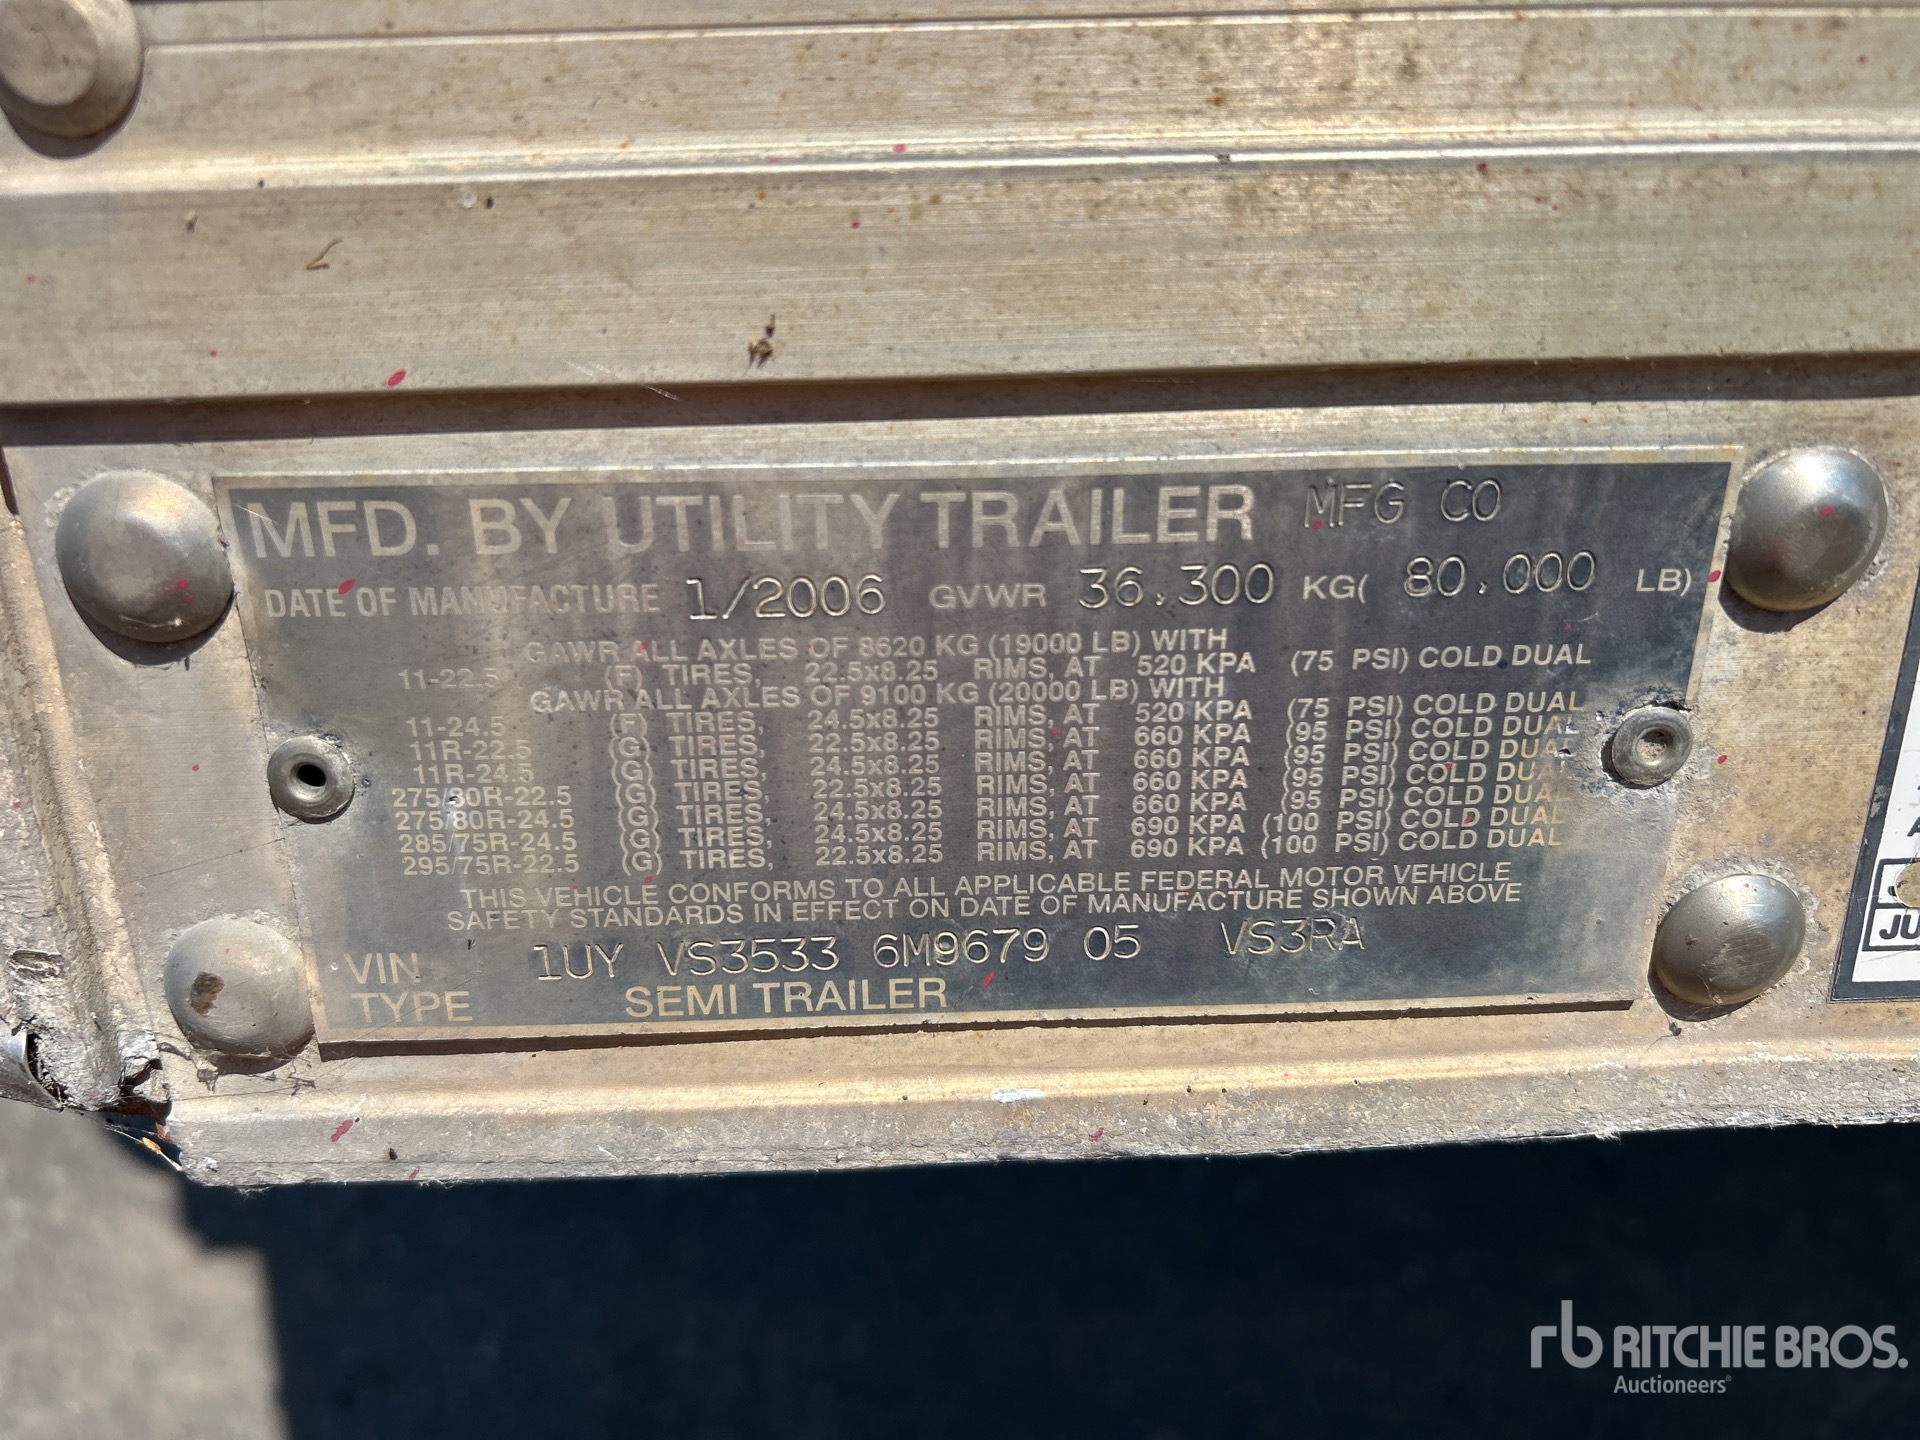 MFD. BY UTILITY TRAILER MFG CO
DATE OF MANUFACTURE 1/2006 GVWR 36,300 KG( 80,000 LB)
GAWR ALL AXLES OF 8620 KG (19000 LB) WITH
11-22.5 (F) TIRES, 22.5x8.25 RIMS, AT 520 KPA (75 PSI) COLD DUAL
GAWR ALL AXLES OF 9100 KG (20000 LB) WITH
11-24.5 (F) TIRES, 24.5x8.25 RIMS, AT 520 KPA (75 PSI) COLD DUAL
11R-22.5 (G) TIRES, 22.5x8.25 RIMS, AT 660 KPA (95 PSI) COLD DUAL
11R-24.5 (G) TIRES, 24.5x8.25 RIMS, AT 660 KPA (95 PSI) COLD DUAL
275/80R-22.5 (G) TIRES, 22.5x8.25 RIMS, AT 660 KPA (95 PSI) COLD DUAL
275/80R-24.5 (G) TIRES, 24.5x8.25 RIMS, AT 660 KPA (95 PSI) COLD DUAL
285/75R-24.5 (G) TIRES, 24.5x8.25 RIMS, AT 690 KPA (100 PSI) COLD DUAL
295/75R-22.5 (G) TIRES, 22.5x8.25 RIMS, AT 690 KPA (100 PSI) COLD DUAL
THIS VEHICLE CONFORMS TO ALL APPLICABLE FEDERAL MOTOR VEHICLE
SAFETY STANDARDS IN EFFECT ON DATE OF MANUFACTURE SHOWN ABOVE
VIN 1UY VS3533 6M9679 05 VS3RA
TYPE SEMI TRAILER
JU
rb RITCHIE BROS.
Auctioneers